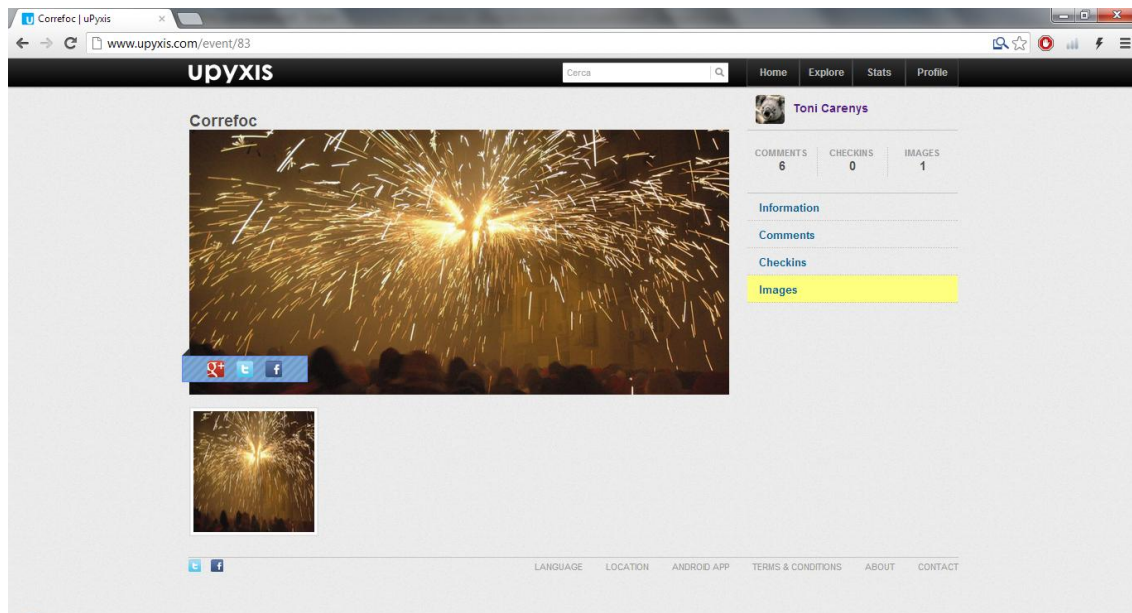 Correfoc | uPyxis
www.upyxis.com/event/83
upyxis
Cerca
Home Explore Stats Profile
Correfoc
Toni Carenys
COMMENTS CHECKINS IMAGES
6 0 1
Information
Comments
Checkins
Images
LANGUAGE LOCATION ANDROID APP TERMS & CONDITIONS ABOUT CONTACT